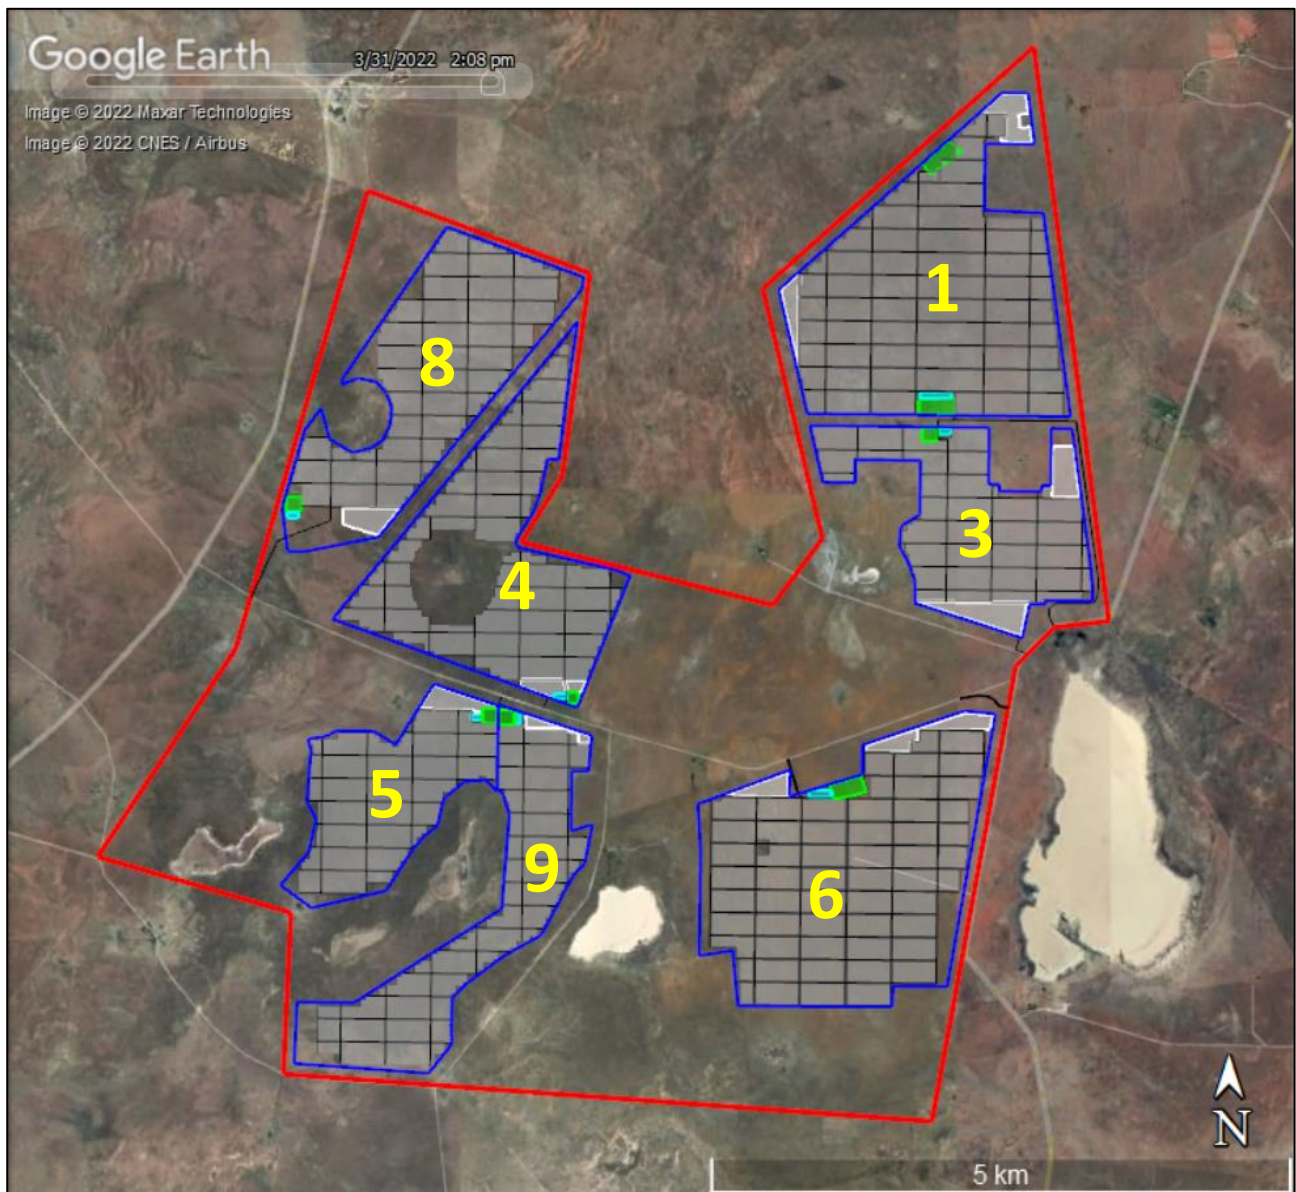 Google Earth
3/31/2022 2:08 pm
Image © 2022 Maxar Technologies
Image © 2022 CNES / Airbus
1
8
3
4
5
9
6
N
5 km